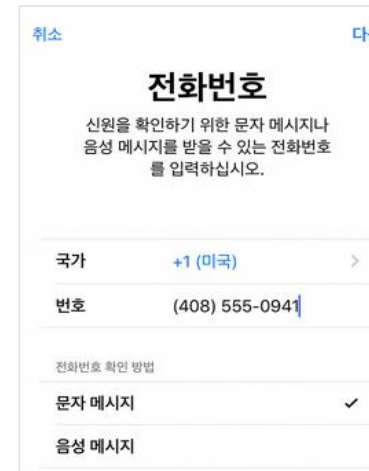 취소
전화번호
신원을 확인하기 위한 문자 메시지나
음성 메시지를 받을 수 있는 전화번호
를 입력하십시오.
국가 +1 (미국)
번호 (408) 555-0941
전화번호 확인 방법
문자 메시지
음성 메시지